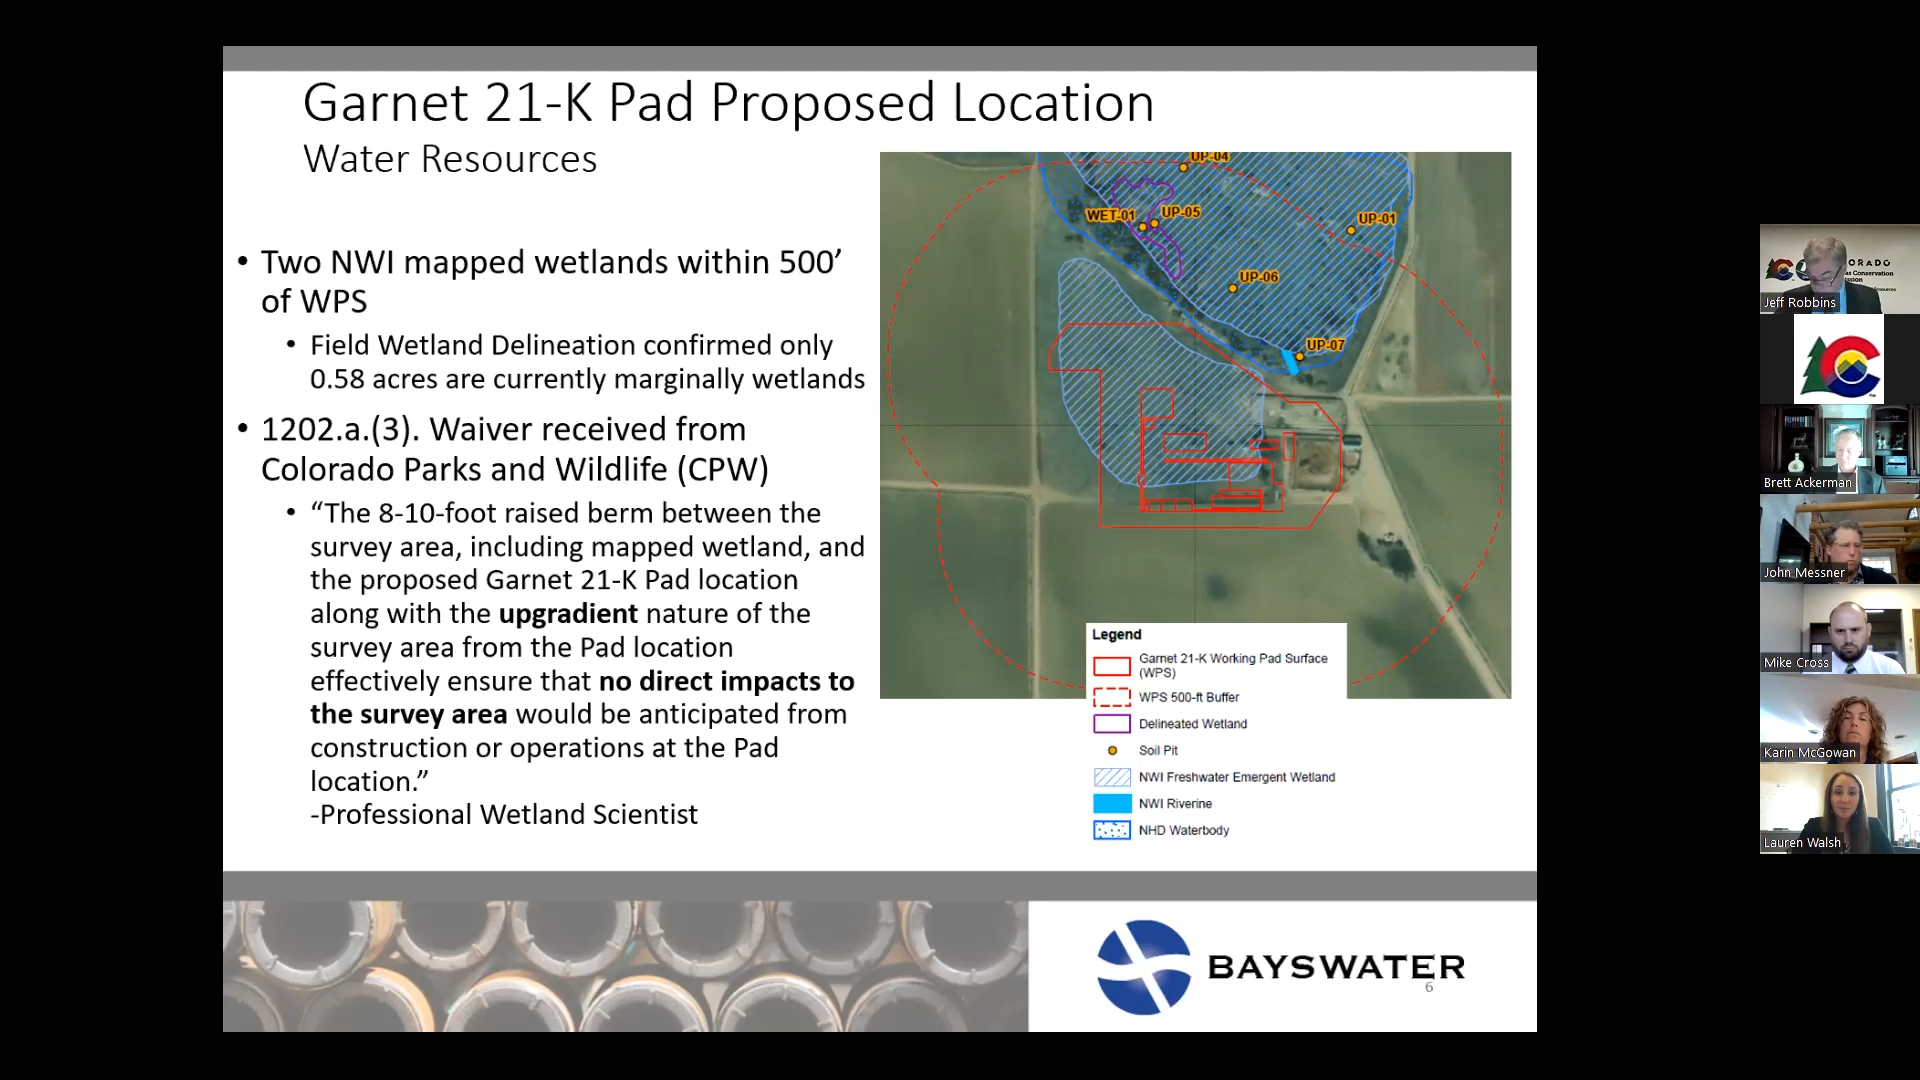 Garnet 21-K Pad Proposed Location
Water Resources
• Two NWI mapped wetlands within 500’
of WPS
• Field Wetland Delineation confirmed only
0.58 acres are currently marginally wetlands
• 1202.a.(3). Waiver received from
Colorado Parks and Wildlife (CPW)
• “The 8-10-foot raised berm between the
survey area, including mapped wetland, and
the proposed Garnet 21-K Pad location
along with the upgradient nature of the
survey area from the Pad location
effectively ensure that no direct impacts to
the survey area would be anticipated from
construction or operations at the Pad
location.”
-Professional Wetland Scientist
UP-04
WET-01
UP-05
UP-01
UP-06
UP-07
Legend
Garnet 21-K Working Pad Surface
(WPS)
WPS 500-ft Buffer
Delineated Wetland
Soil Pit
NWI Freshwater Emergent Wetland
NWI Riverine
NHD Waterbody
BAYSWATER
6
Jeff Robbins
Brett Ackerman
John Messner
Mike Cross
Karin McGowan
Lauren Walsh